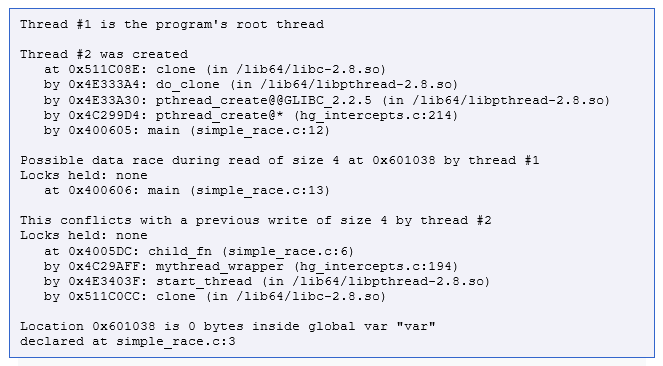 Thread #1 is the program's root thread
Thread #2 was created
at 0x511C08E: clone (in /lib64/libc-2.8.so)
by 0x4E333A4: do_clone (in /lib64/libpthread-2.8.so)
by 0x4E33A30: pthread_create@@GLIBC_2.2.5 (in /lib64/libpthread-2.8.so)
by 0x4C299D4: pthread_create@* (hg_intercepts.c:214)
by 0x400605: main (simple_race.c:12)
Possible data race during read of size 4 at 0x601038 by thread #1
Locks held: none
at 0x400606: main (simple_race.c:13)
This conflicts with a previous write of size 4 by thread #2
Locks held: none
at 0x4005DC: child_fn (simple_race.c:6)
by 0x4C29AFF: mythread_wrapper (hg_intercepts.c:194)
by 0x4E3403F: start_thread (in /lib64/libpthread-2.8.so)
by 0x511C0CC: clone (in /lib64/libc-2.8.so)
Location 0x601038 is 0 bytes inside global var "var"
declared at simple_race.c:3